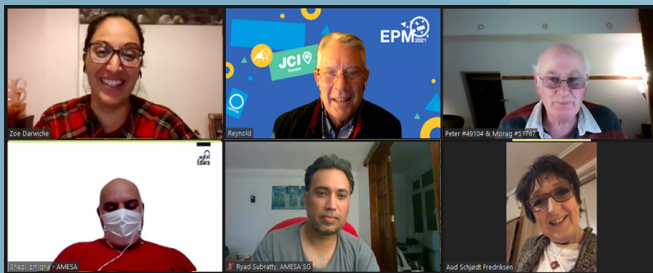 EPM
2021
JCI
Europe
Zoe Darwiche
Reynold
Peter #49104 & Morag #51767
Edara
- AMESA
Ryad Subratty, AMESA SG
Aud Schjødt Fredriksen